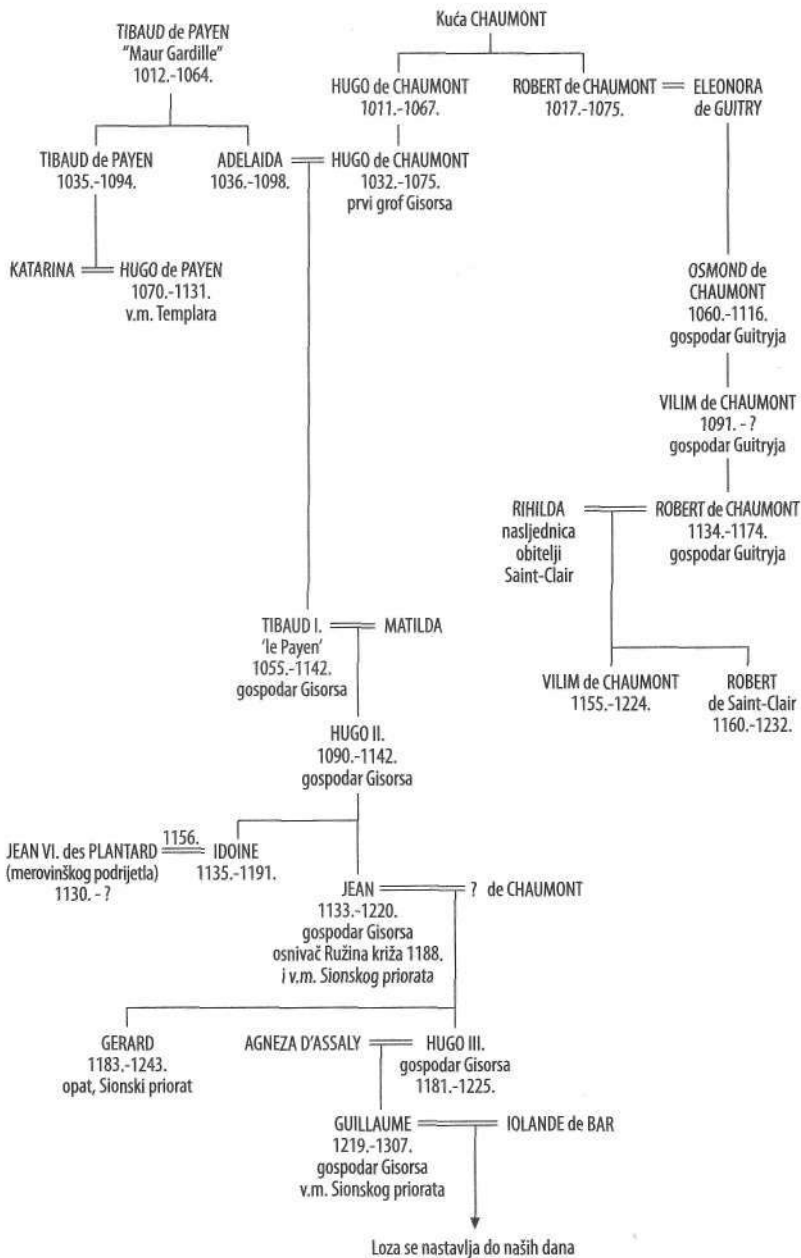 Kuća CHAUMONT
TIBAUD de PAYEN
"Maur Gardille"
1012.-1064.
HUGO de CHAUMONT
1011.-1067.
ROBERT de CHAUMONT
1017.-1075.
ELEONORA
de GUITRY
TIBAUD de PAYEN
1035.-1094.
ADELAIDA
1036.-1098.
HUGO de CHAUMONT
1032.-1075.
prvi grof Gisorsa
KATARINA
HUGO de PAYEN
1070.-1131.
v.m. Templara
OSMOND de
CHAUMONT
1060.-1116.
gospodar Guitryja
VILIM de CHAUMONT
1091. - ?
gospodar Guitryja
RIHILDA
nasljednica
obitelji
Saint-Clair
ROBERT de CHAUMONT
1134.-1174.
gospodar Guitryja
TIBAUD I.
'le Payen'
1055.-1142.
gospodar Gisorsa
MATILDA
VILIM de CHAUMONT
1155.-1224.
ROBERT
de Saint-Clair
1160.-1232.
HUGO II.
1090.-1142.
gospodar Gisorsa
JEAN VI. des PLANTARD
(merovinškog podrijetla)
1130. - ?
1156.
IDOINE
1135.-1191.
JEAN
1133.-1220.
gospodar Gisorsa
osnivač Ružina križa 1188.
i v.m. Sionskog priorata
? de CHAUMONT
GERARD
1183.-1243.
opat, Sionski priorat
AGNEZA D'ASSALY
HUGO III.
gospodar Gisorsa
1181.-1225.
GUILLAUME
1219.-1307.
gospodar Gisorsa
v.m. Sionskog priorata
IOLANDE de BAR
Loza se nastavlja do naših dana